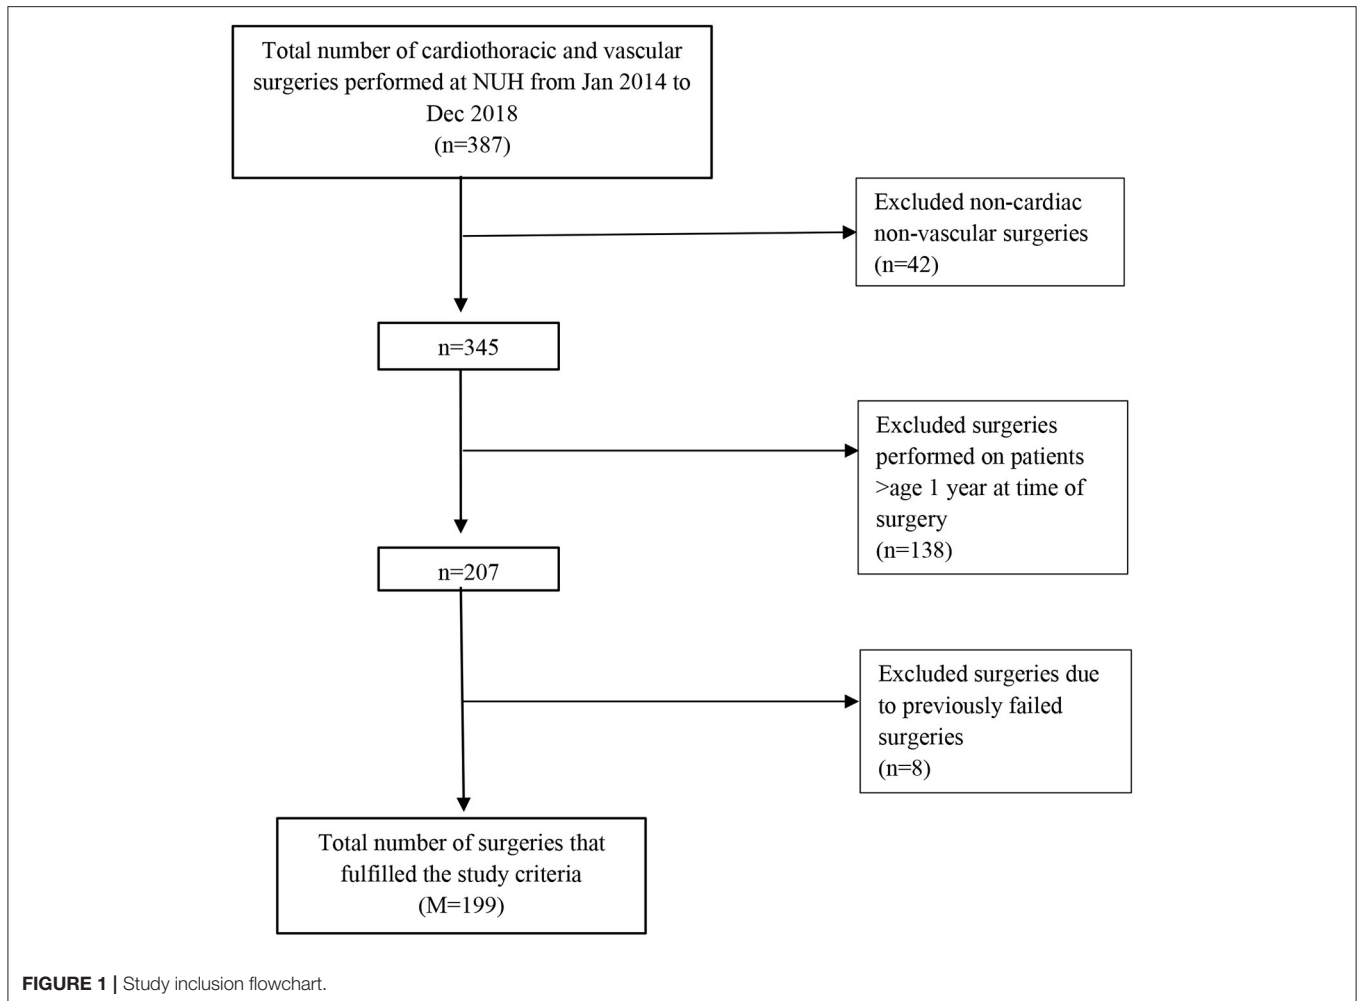 Total number of cardiothoracic and vascular
surgeries performed at NUH from Jan 2014 to
Dec 2018
(n=387)
Excluded non-cardiac
non-vascular surgeries
(n=42)
n=345
Excluded surgeries
performed on patients
>age 1 year at time of
surgery
(n=138)
n=207
Excluded surgeries due
to previously failed
surgeries
(n=8)
Total number of surgeries that
fulfilled the study criteria
(M=199)
FIGURE 1 | Study inclusion flowchart.